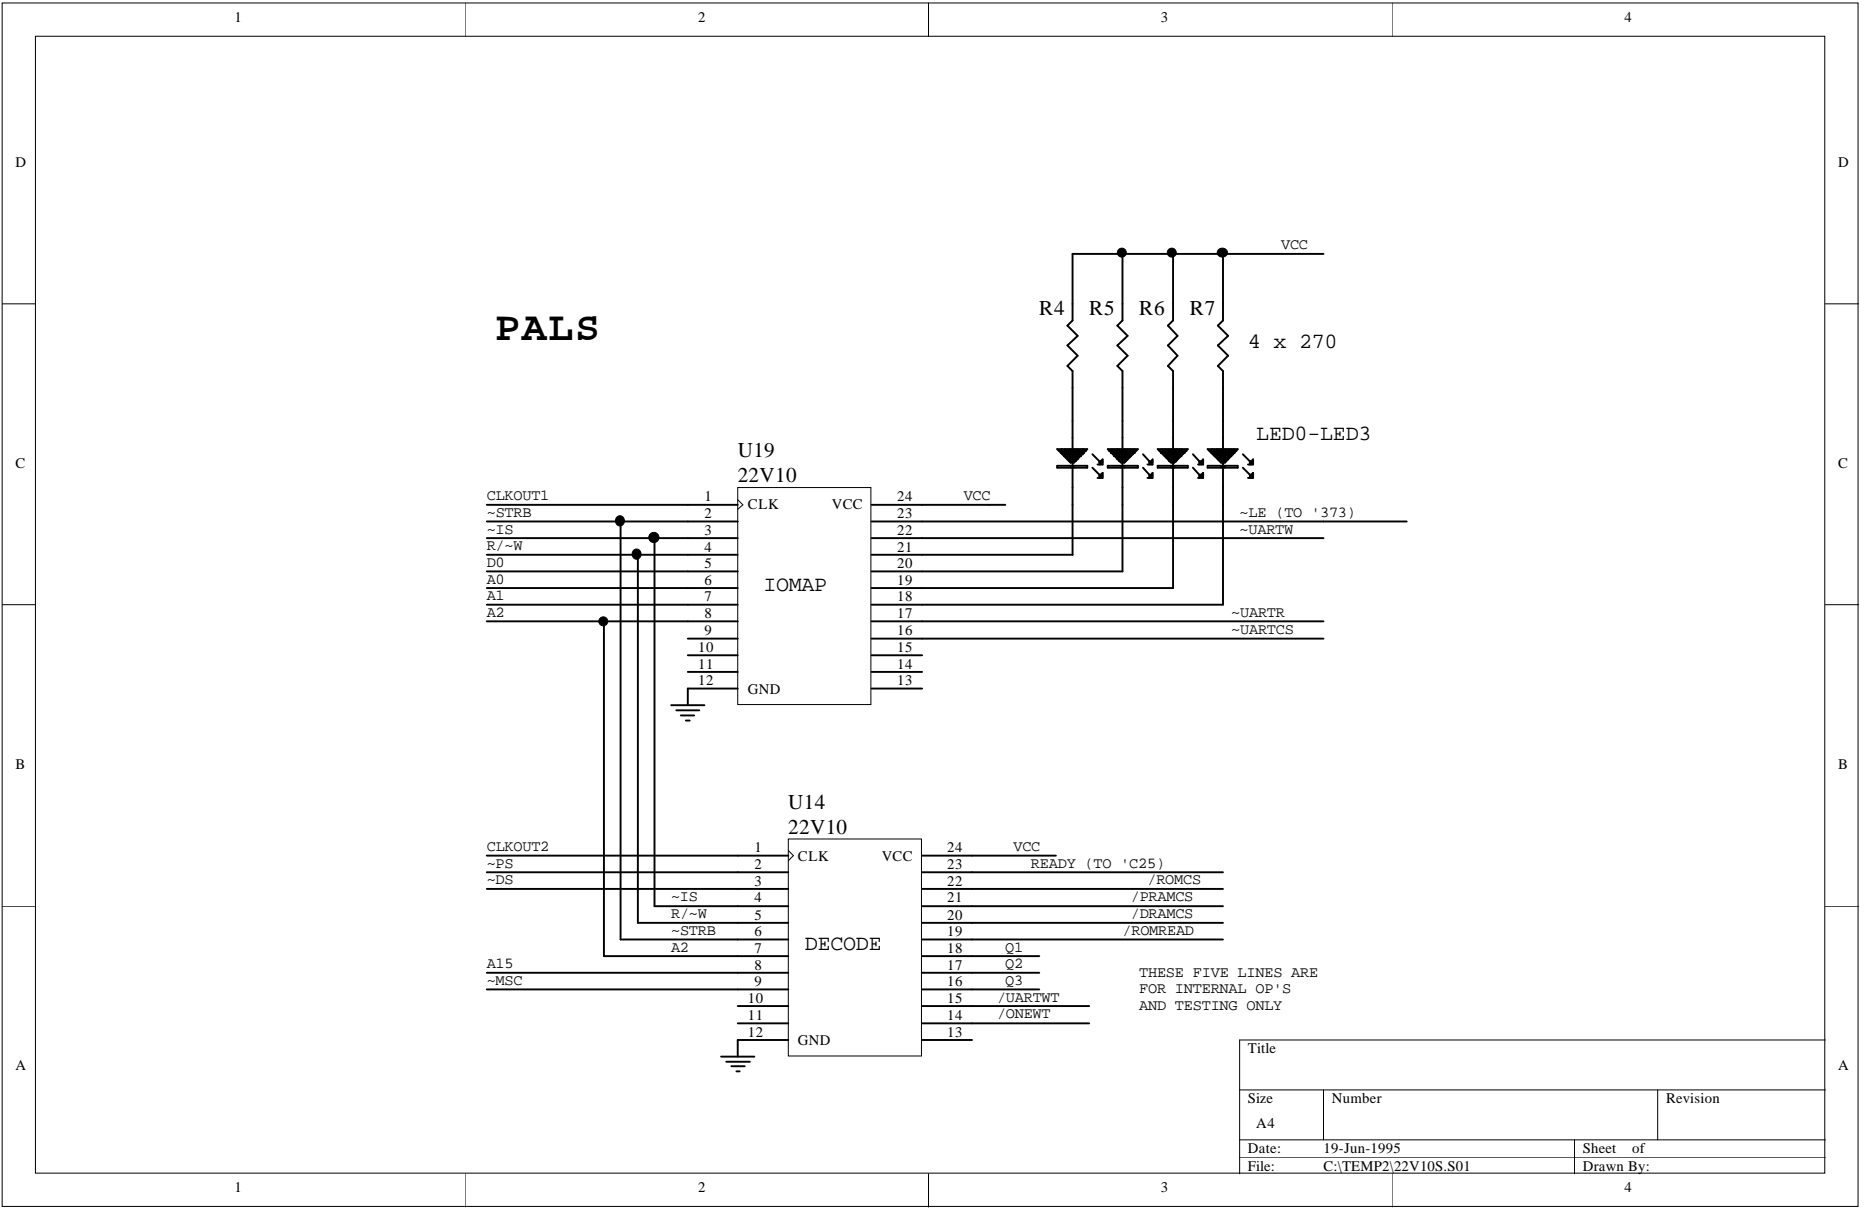 1 2 3 4
D D
VCC
R4 R5 R6 R7
PALS
4 x 270
LED0-LED3
C C
U19
22V10
CLKOUT1 1 CLK VCC 24 VCC
~STRB 2 23 ~LE (TO '373)
~IS 3 22 ~UARTW
R/~W 4 21
D0 5 20
A0 6 IOMAP 19
A1 7 18
A2 8 17 ~UARTR
9 16 ~UARTCS
10 15
11 14
12 GND 13
B B
U14
22V10
CLKOUT2 1 CLK VCC 24 VCC
~PS 2 23 READY (TO 'C25)
~DS 3 22 /ROMCS
~IS 4 21 /PRAMCS
R/~W 5 20 /DRAMCS
~STRB 6 DECODE 19 /ROMREAD
A2 7 18 Q1
A15 8 17 Q2
~MSC 9 16 Q3
10 15 /UARTWT
11 14 /ONEWT
12 GND 13
THESE FIVE LINES ARE
FOR INTERNAL OP'S
AND TESTING ONLY
A A
Title
Size Number Revision
A4
Date: 19-Jun-1995 Sheet of
File: C:\TEMP2\22V10S.S01 Drawn By:
1 2 3 4